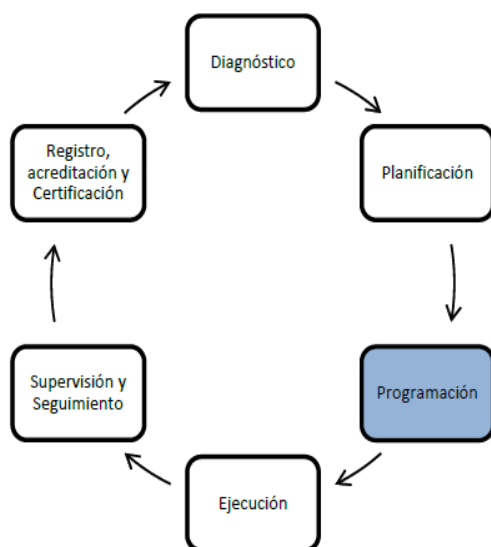 Diagnóstico
Planificación
Programación
Ejecución
Supervisión y
Seguimiento
Registro,
acreditación y
Certificación